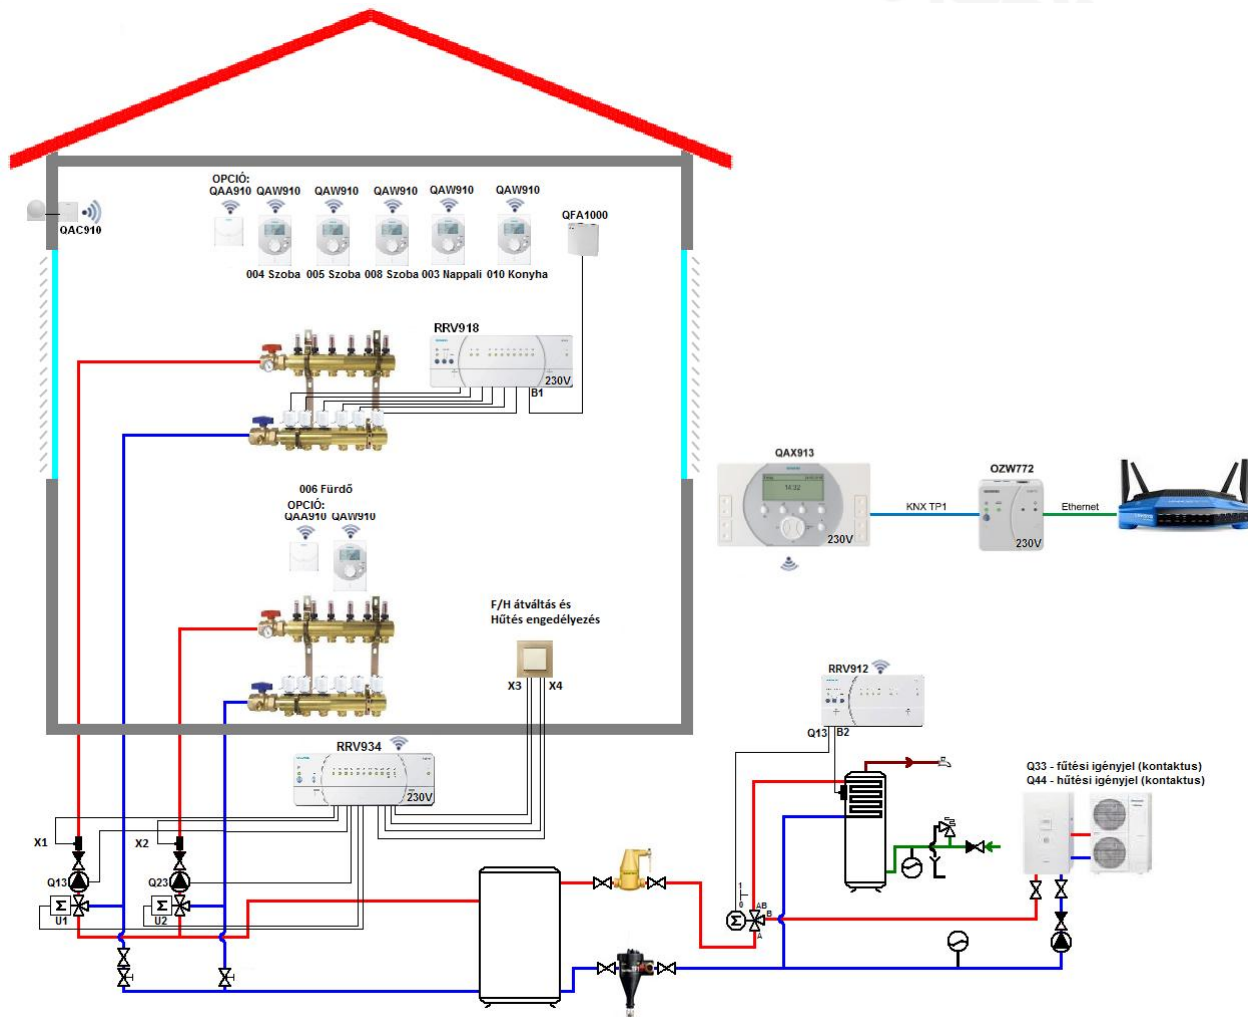 OPCIÓ:
QAA910
QAW910
QAW910
QAW910
QAW910
QAW910
QFA1000
QAC910
004 Szoba
005 Szoba
008 Szoba
003 Nappali
010 Konyha
RRV918
230V
B1
QAX913
14:32
230V
KNX TP1
OZW772
230V
Ethernet
006 Fürdő
OPCIÓ:
QAA910
QAW910
F/H átváltás és
Hűtés engedélyezés
X3
X4
RRV912
Q13
B2
RRV934
230V
Q33 - fűtési igényjel (kontaktus)
Q44 - hűtési igényjel (kontaktus)
X1
X2
Q13
Q23
Σ
U1
Σ
U2
1
0
Σ
AB
B
A